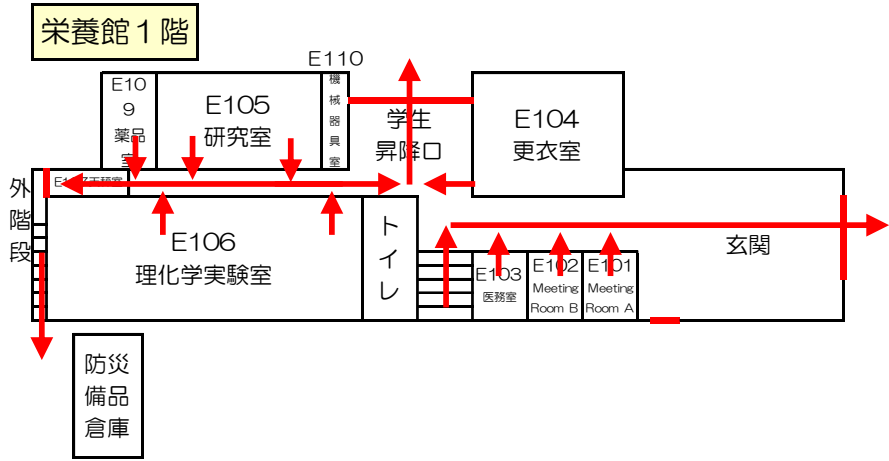 栄養館１階
E110
機
械
器
具
室
E10
9
薬品
室
E105
研究室
学生
昇降口
E104
更衣室
外
階
段
E106
理化学実験室
ト
イ
レ
玄関
E103
医務室
E102
Meeting
Room B
E101
Meeting
Room A
防災
備品
倉庫